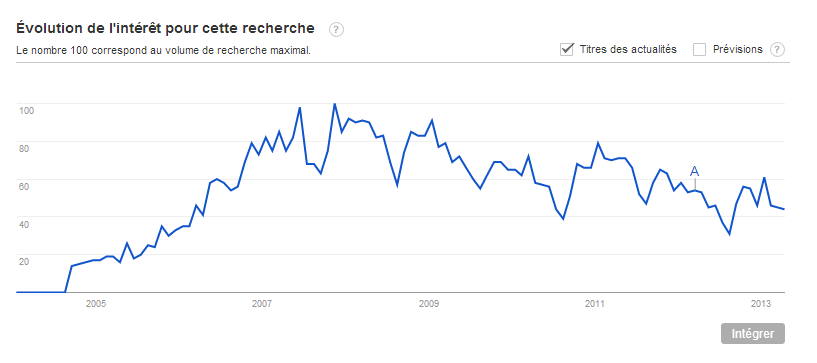 Évolution de l'intérêt pour cette recherche ?
Le nombre 100 correspond au volume de recherche maximal.
Titres des actualités Prévisions ?
100
80
60
40
20
A
2005 2007 2009 2011 2013
Intégrer